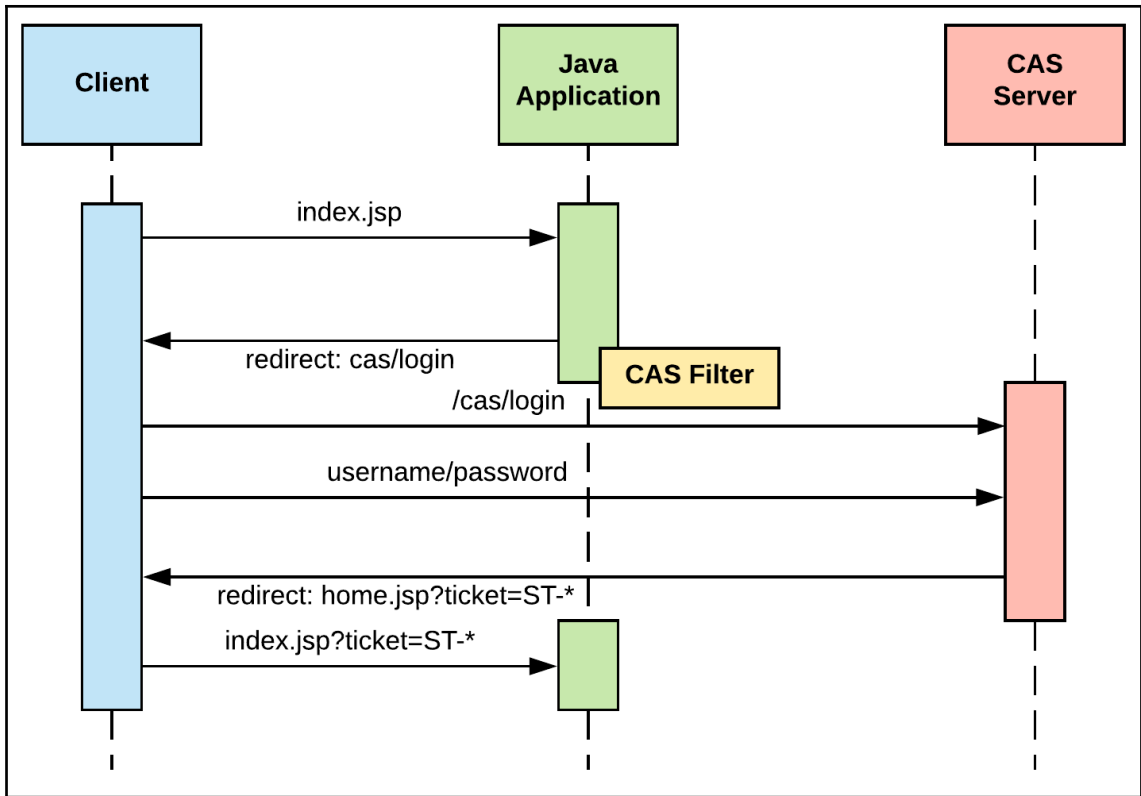 Client
Java
Application
CAS
Server
index.jsp
redirect: cas/login
CAS Filter
/cas/login
username/password
redirect: home.jsp?ticket=ST-*
index.jsp?ticket=ST-*